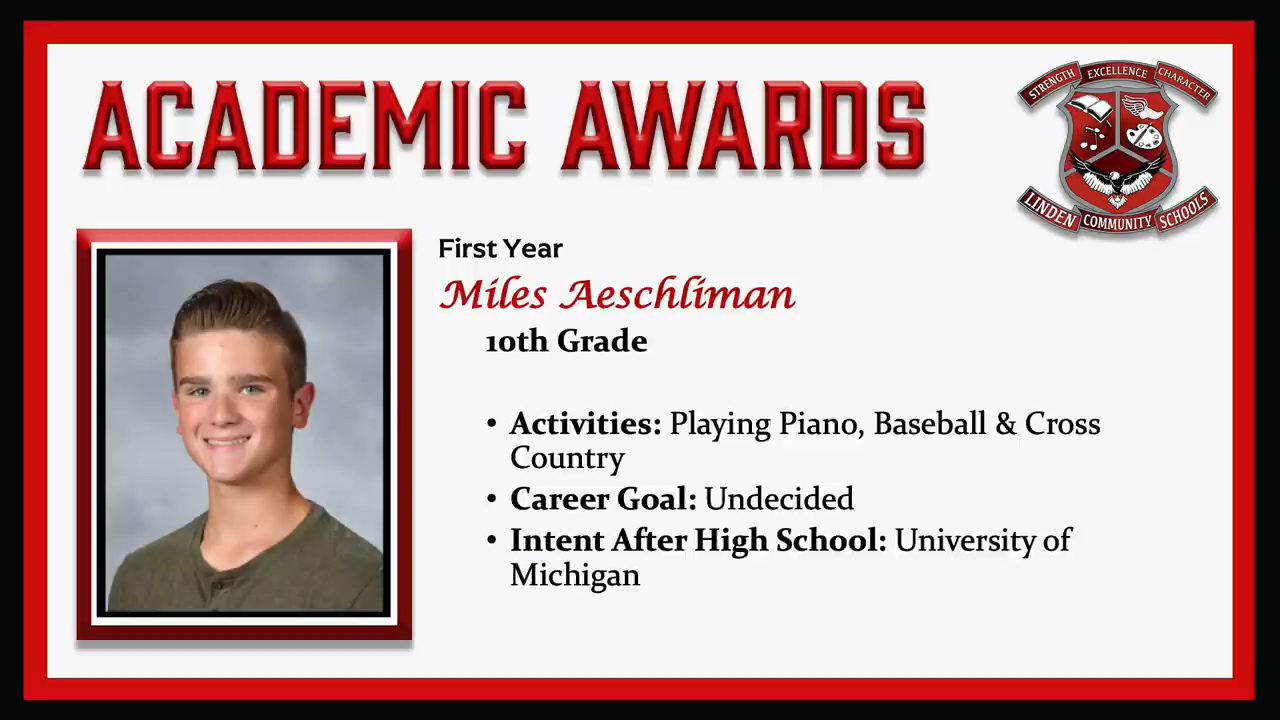 ACADEMIC AWARDS
STRENGTH EXCELLENCE CHARACTER
LINDEN COMMUNITY SCHOOLS
First Year
Miles Aeschliman
10th Grade
• Activities: Playing Piano, Baseball & Cross
Country
• Career Goal: Undecided
• Intent After High School: University of
Michigan